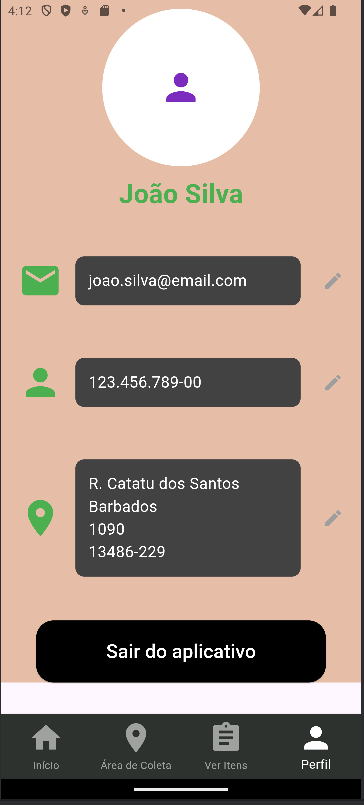 4:12
João Silva
joao.silva@email.com
123.456.789-00
R. Catatu dos Santos
Barbados
1090
13486-229
Sair do aplicativo
Início
Área de Coleta
Ver Itens
Perfil